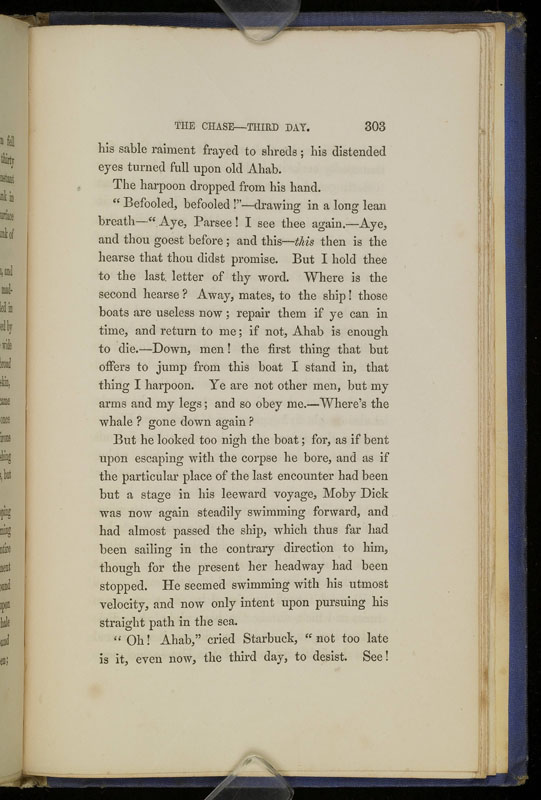 THE CHASE—THIRD DAY. 303
his sable raiment frayed to shreds; his distended
eyes turned full upon old Ahab.
The harpoon dropped from his hand.
“Befooled, befooled!”—drawing in a long lean
breath—“Aye, Parsee! I see thee again.—Aye,
and thou goest before; and this—this then is the
hearse that thou didst promise. But I hold thee
to the last letter of thy word. Where is the
second hearse? Away, mates, to the ship! those
boats are useless now; repair them if ye can in
time, and return to me; if not, Ahab is enough
to die.—Down, men! the first thing that but
offers to jump from this boat I stand in, that
thing I harpoon. Ye are not other men, but my
arms and my legs; and so obey me.—Where's the
whale? gone down again?
But he looked too nigh the boat; for, as if bent
upon escaping with the corpse he bore, and as if
the particular place of the last encounter had been
but a stage in his leeward voyage, Moby Dick
was now again steadily swimming forward, and
had almost passed the ship, which thus far had
been sailing in the contrary direction to him,
though for the present her headway had been
stopped. He seemed swimming with his utmost
velocity, and now only intent upon pursuing his
straight path in the sea.
“Oh! Ahab,” cried Starbuck, “not too late
is it, even now, the third day, to desist. See!